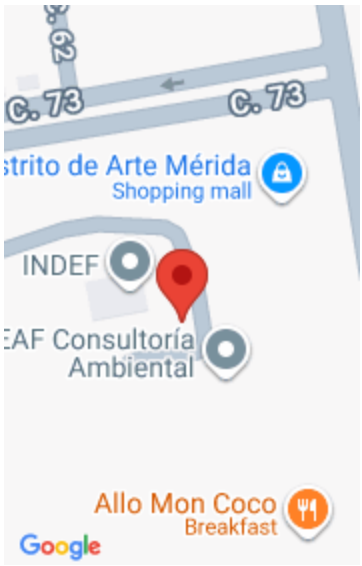 C. 62
C. 73
C. 73
strito de Arte Mérida
Shopping mall
INDEF
EAF Consultoría
Ambiental
Allo Mon Coco
Breakfast
Google